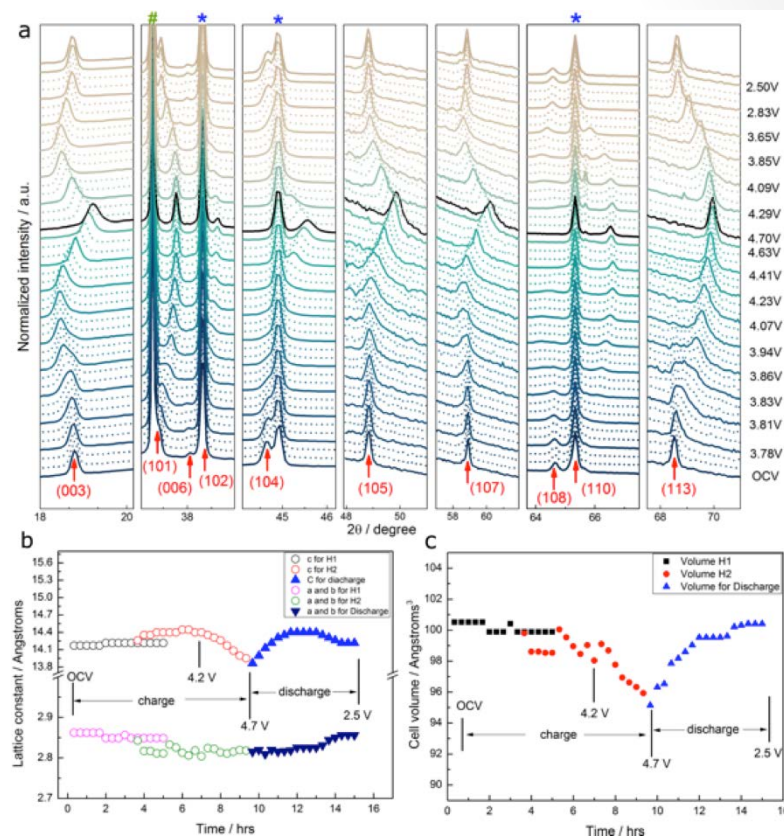 # * * *
a
Normalized intensity / a.u.
2.50V
2.83V
3.65V
3.85V
4.09V
4.29V
4.70V
4.63V
4.41V
4.23V
4.07V
3.94V
3.86V
3.83V
3.81V
3.78V
OCV
(003) (101) (006) (102) (104) (105) (107) (108) (110) (113)
18 20 38 40 44 45 46 48 50 58 60 64 66 68 70
2θ / degree
b
Lattice constant / Angstroms
15.6
15.3
15.0
14.7
14.4
14.1
13.8
2.9
2.8
2.7
c for H1
c for H2
C for diacharge
a and b for H1
a and b for H2
a and b for Discharge
OCV
4.2 V
charge
discharge
4.7 V
2.5 V
0 2 4 6 8 10 12 14 16
Time / hrs
c
Cell volume / Angstroms³
104
102
100
98
96
94
92
90
Volume H1
Volume H2
Volume for Discharge
OCV
4.2 V
charge
discharge
4.7 V
2.5 V
0 2 4 6 8 10 12 14 16
Time / hrs